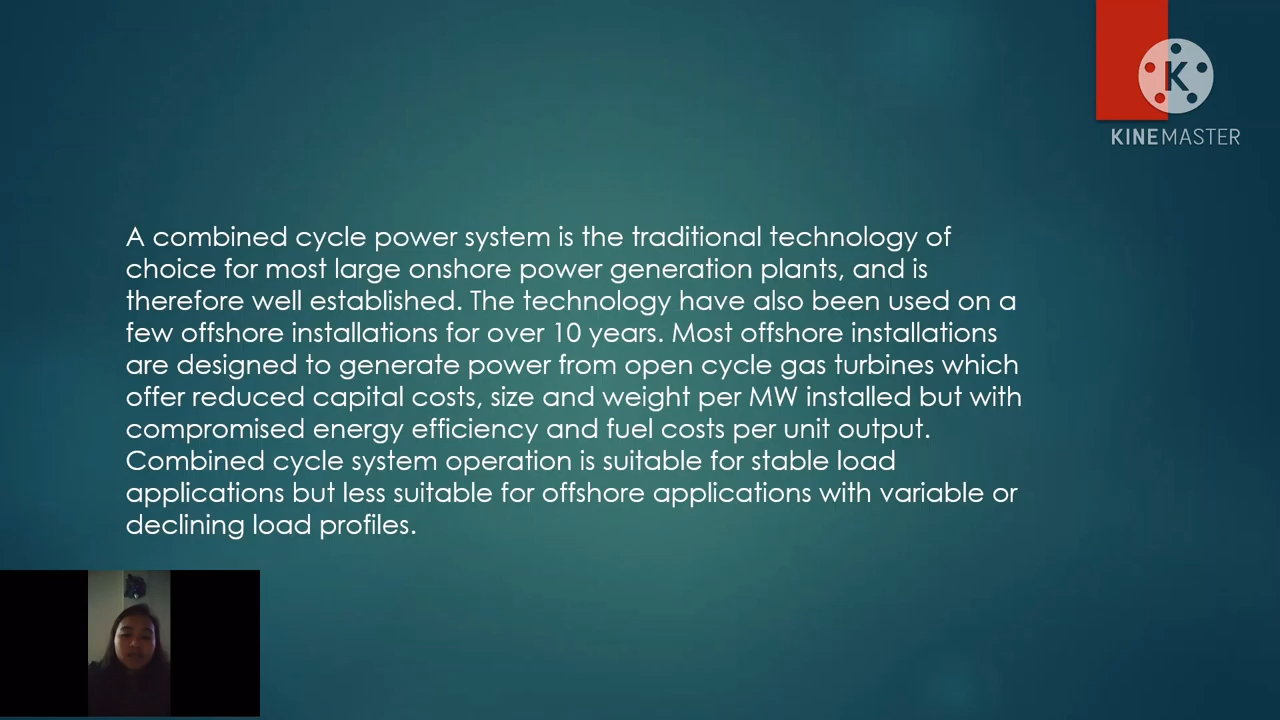 K
KINEMASTER
A combined cycle power system is the traditional technology of
choice for most large onshore power generation plants, and is
therefore well established. The technology have also been used on a
few offshore installations for over 10 years. Most offshore installations
are designed to generate power from open cycle gas turbines which
offer reduced capital costs, size and weight per MW installed but with
compromised energy efficiency and fuel costs per unit output.
Combined cycle system operation is suitable for stable load
applications but less suitable for offshore applications with variable or
declining load profiles.